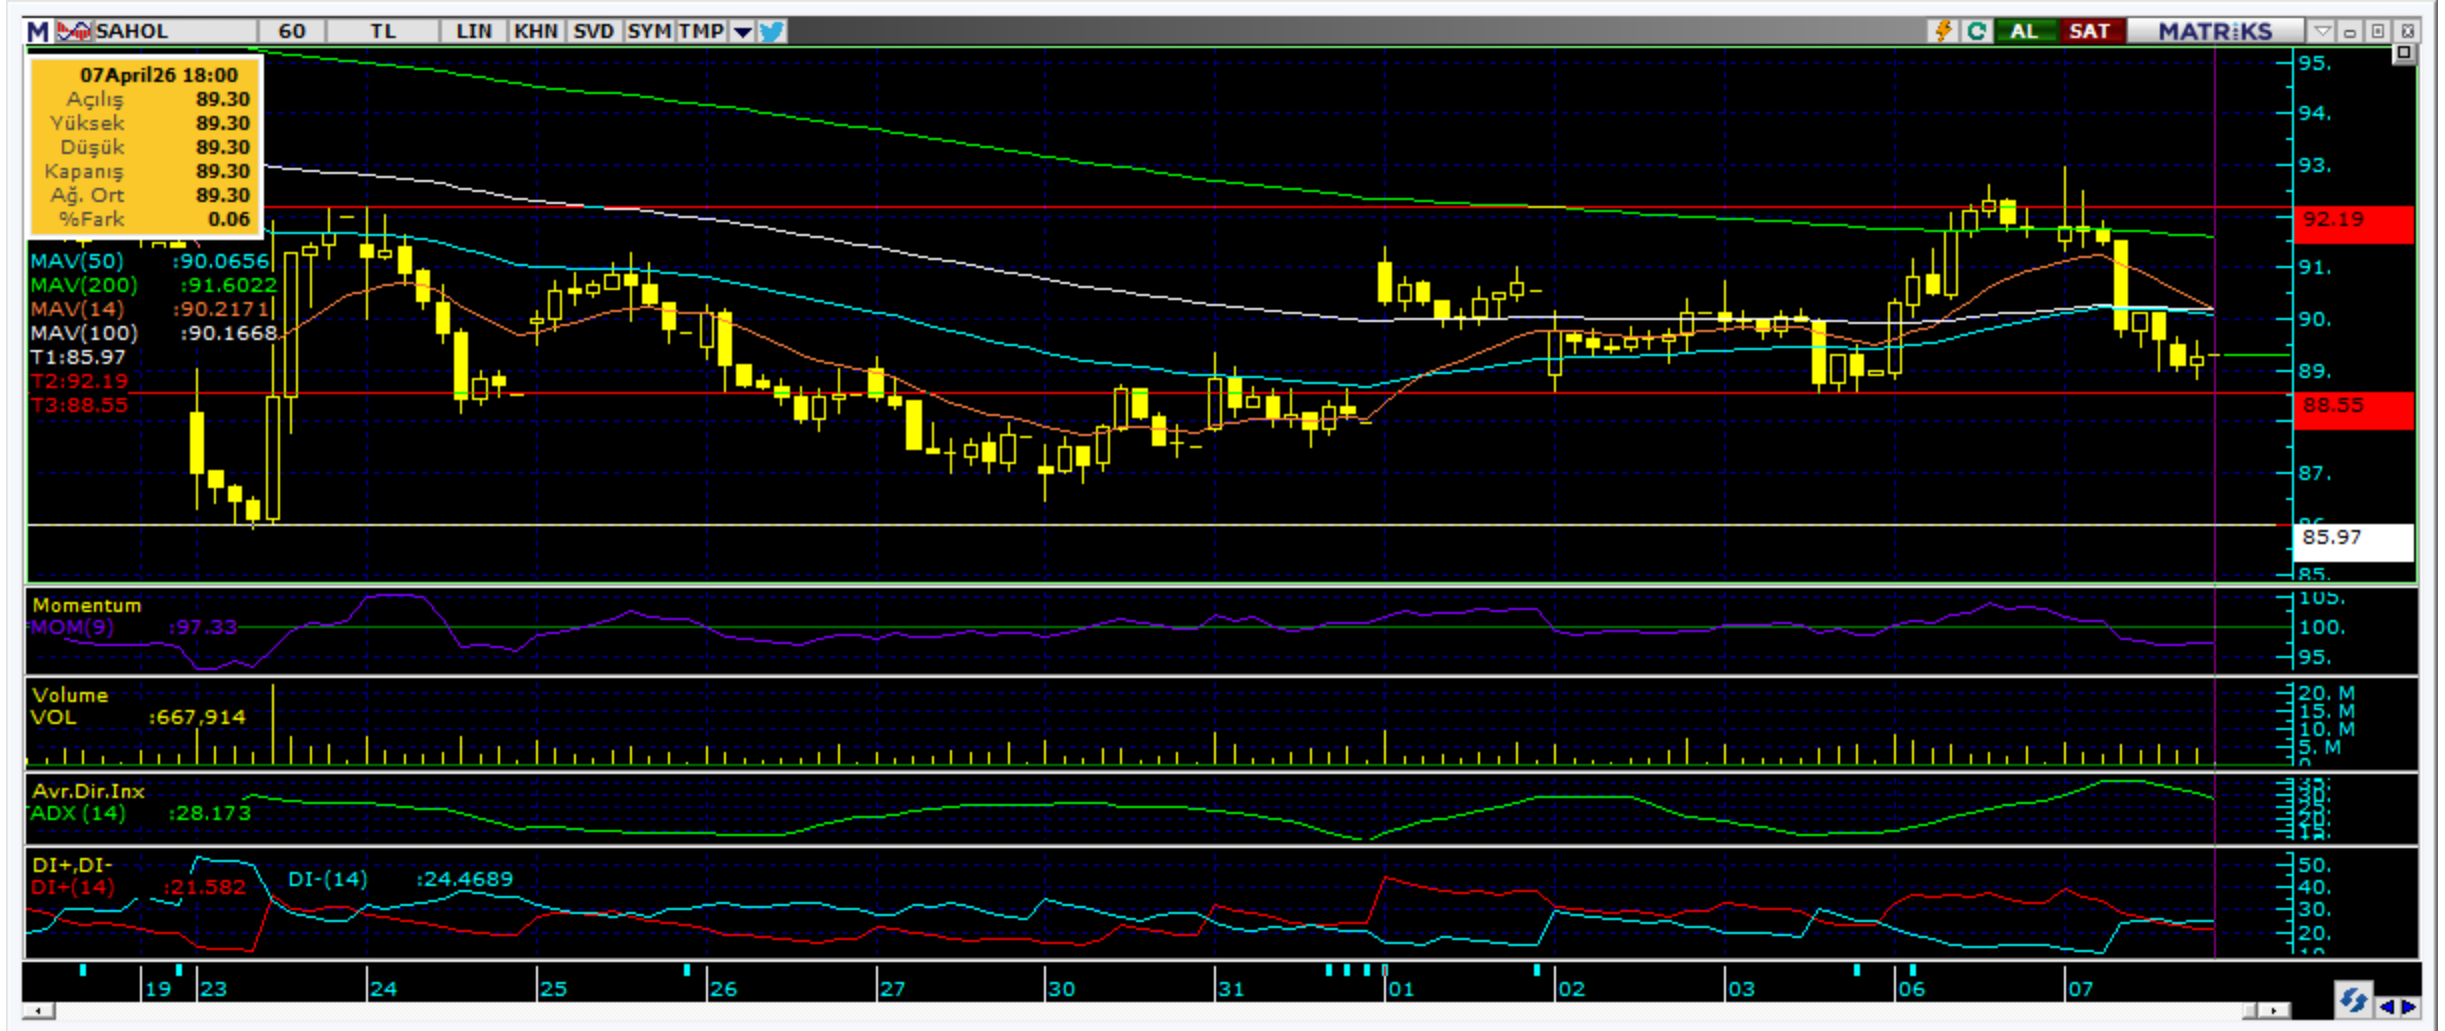 M SAHOL 60 TL LIN KHN SVD SYM TMP AL SAT MATRİKS
07April26 18:00
Açılış 89.30
Yüksek 89.30
Düşük 89.30
Kapanış 89.30
Ağ. Ort 89.30
%Fark 0.06
MAV(50) :90.0656
MAV(200) :91.6022
MAV(14) :90.2171
MAV(100) :90.1668
T1:85.97
T2:92.19
T3:88.55
95.
94.
93.
92.19
91.
90.
89.
88.55
87.
85.97
85.
Momentum
MOM(9) :97.33
105.
100.
95.
Volume
VOL :667,914
20. M
15. M
10. M
5. M
0
Avr.Dir.Inx
ADX (14) :28.173
DI+,DI-
DI+(14) :21.582 DI-(14) :24.4689
50.
40.
30.
20.
10
19 23 24 25 26 27 30 31 01 02 03 06 07